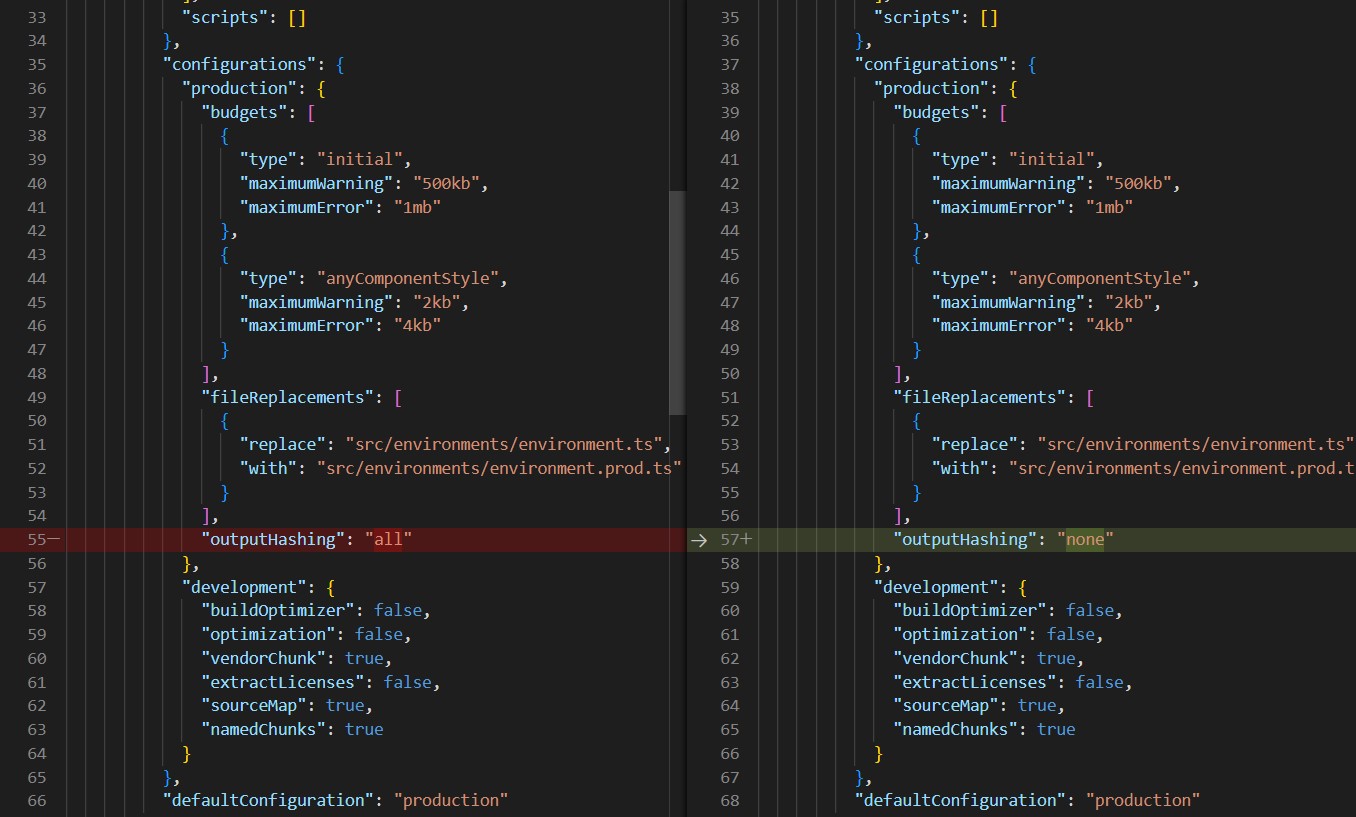 33 "scripts": []
34 },
35 "configurations": {
36 "production": {
37 "budgets": [
38 {
39 "type": "initial",
40 "maximumWarning": "500kb",
41 "maximumError": "1mb"
42 },
43 {
44 "type": "anyComponentStyle",
45 "maximumWarning": "2kb",
46 "maximumError": "4kb"
47 }
48 ],
49 "fileReplacements": [
50 {
51 "replace": "src/environments/environment.ts",
52 "with": "src/environments/environment.prod.ts"
53 }
54 ],
55— "outputHashing": "all"
56 },
57 "development": {
58 "buildOptimizer": false,
59 "optimization": false,
60 "vendorChunk": true,
61 "extractLicenses": false,
62 "sourceMap": true,
63 "namedChunks": true
64 }
65 },
66 "defaultConfiguration": "production"
35 "scripts": []
36 },
37 "configurations": {
38 "production": {
39 "budgets": [
40 {
41 "type": "initial",
42 "maximumWarning": "500kb",
43 "maximumError": "1mb"
44 },
45 {
46 "type": "anyComponentStyle",
47 "maximumWarning": "2kb",
48 "maximumError": "4kb"
49 }
50 ],
51 "fileReplacements": [
52 {
53 "replace": "src/environments/environment.ts"
54 "with": "src/environments/environment.prod.t
55 }
56 ],
→ 57+ "outputHashing": "none"
58 },
59 "development": {
60 "buildOptimizer": false,
61 "optimization": false,
62 "vendorChunk": true,
63 "extractLicenses": false,
64 "sourceMap": true,
65 "namedChunks": true
66 }
67 },
68 "defaultConfiguration": "production"